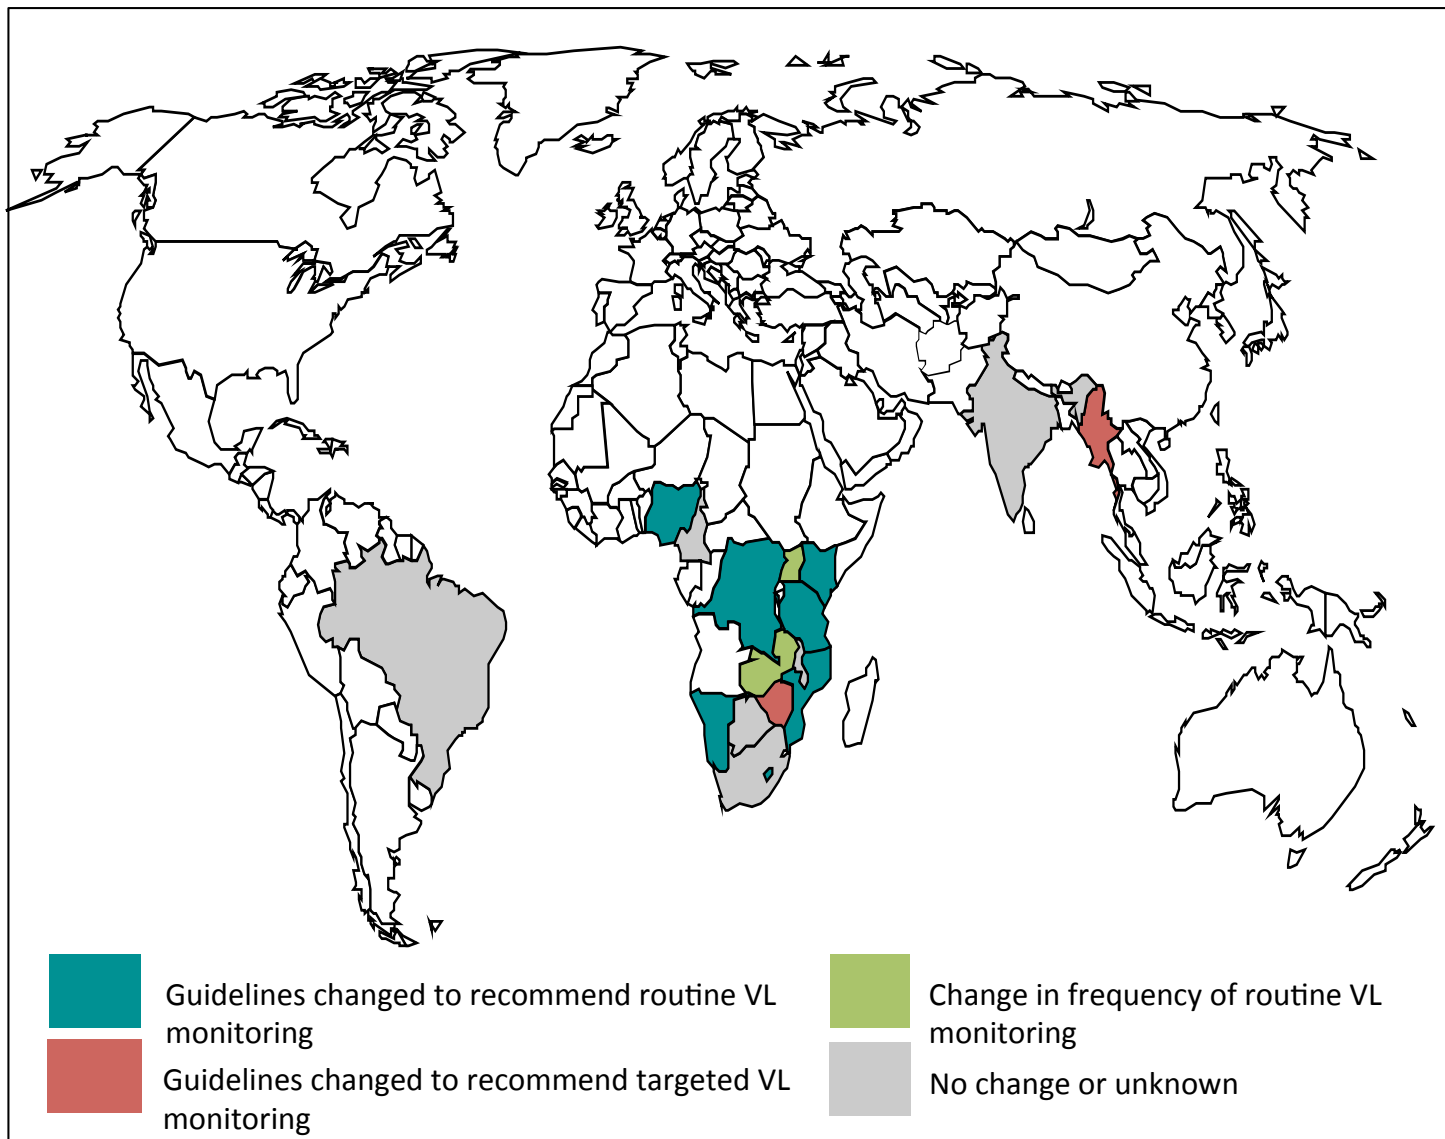 Guidelines changed to recommend routine VL
monitoring
Guidelines changed to recommend targeted VL
monitoring
Change in frequency of routine VL
monitoring
No change or unknown